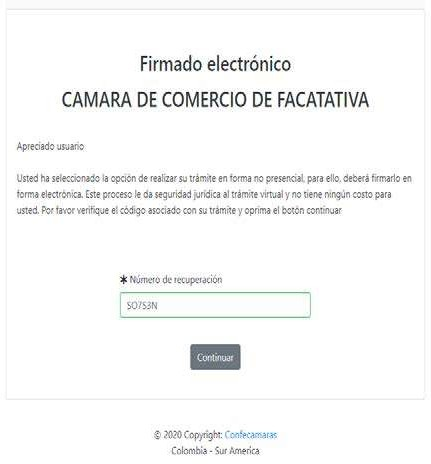 Firmado electrónico
CAMARA DE COMERCIO DE FACATATIVA
Apreciado usuario
Usted ha seleccionado la opción de realizar su trámite en forma no presencial, para ello, deberá firmarlo en
forma electrónica. Este proceso le da seguridad jurídica al trámite virtual y no tiene ningún costo para
usted. Por favor verifique el código asociado con su trámite y oprima el botón continuar
✱ Número de recuperación
SO7S3N
Continuar
© 2020 Copyright: Confecamaras
Colombia - Sur America